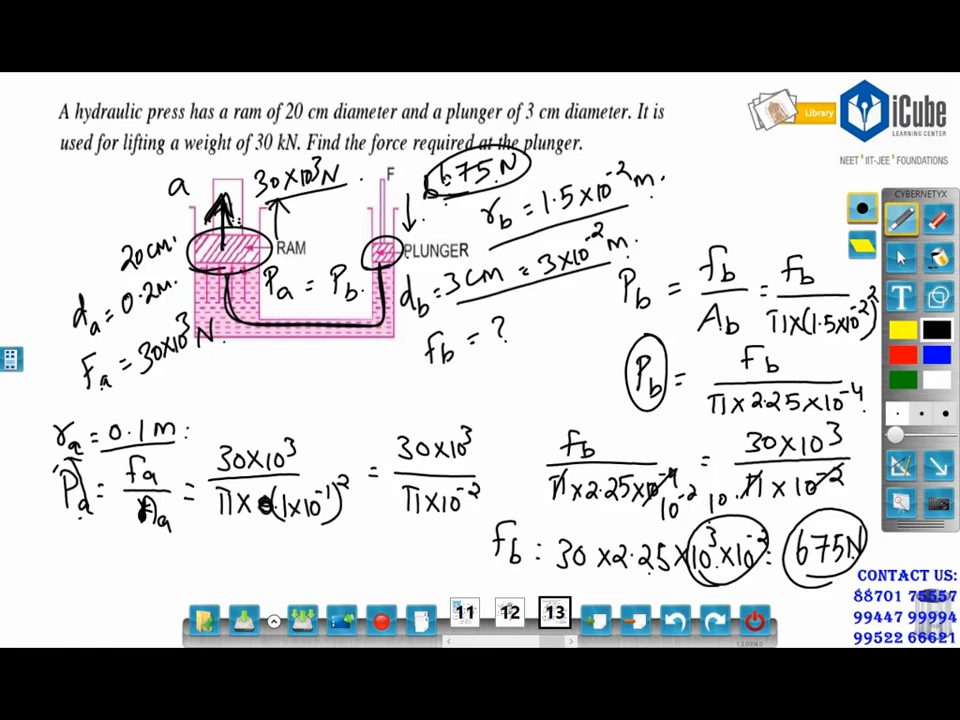 A hydraulic press has a ram of 20 cm diameter and a plunger of 3 cm diameter. It is
used for lifting a weight of 30 kN. Find the force required at the plunger.
Library
iCube
LEARNING CENTER
NEET | IIT-JEE | FOUNDATIONS
CYBERNETYX
a
30×10³N
675N
F
r_b = 1.5×10⁻² m.
RAM
PLUNGER
20cm.
P_a = P_b.
d_b = 3cm = 3×10⁻² m.
d_a = 0.2m.
F_a = 30×10³ N.
f_b = ?
P_b = f_b / A_b = f_b / π×(1.5×10⁻²)²
P_b = f_b / π×2.25×10⁻⁴
r_a = 0.1m.
P_a = f_a / A_a = 30×10³ / π×(1×10⁻¹)² = 30×10³ / π×10⁻²
f_b / π×2.25×10⁻⁴ = 30×10³ / π×10⁻²
10⁻² 10.
f_b : 30×2.25×10³×10⁻² = 675N
T
CONTACT US:
88701 75557
99447 99994
99522 66621
11 12 13